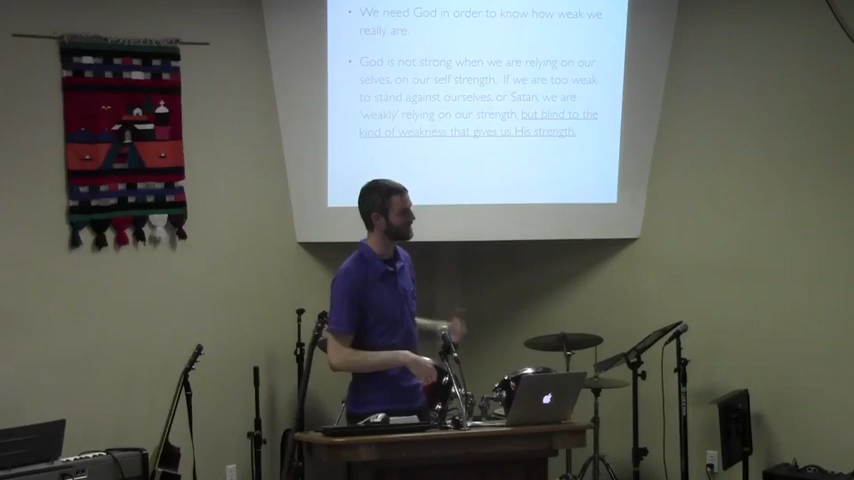 • We need God in order to know how weak we
really are.
• God is not strong when we are relying on our
selves, on our self strength. If we are too weak
to stand against ourselves, or Satan, we are
'weakly' relying on our strength, but blind to the
kind of weakness that gives us His strength.